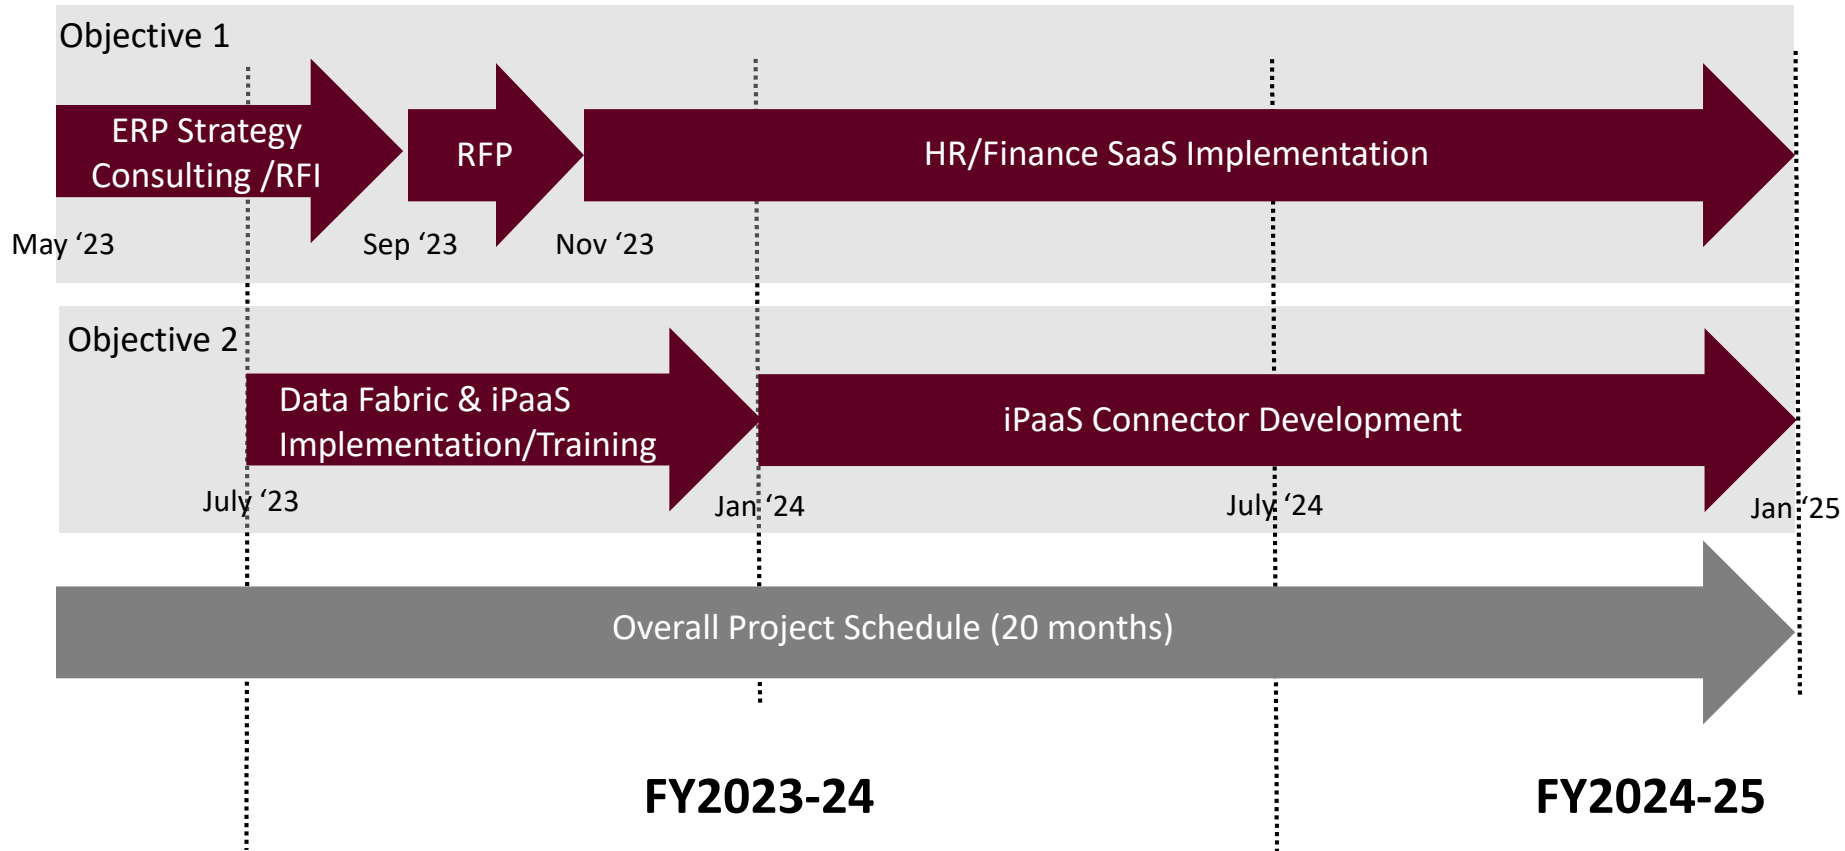 Objective 1
ERP Strategy
Consulting /RFI
RFP
HR/Finance SaaS Implementation
May ‘23
Sep ‘23
Nov ‘23
Objective 2
Data Fabric & iPaaS
Implementation/Training
iPaaS Connector Development
July ‘23
Jan ‘24
July ‘24
Jan ‘25
Overall Project Schedule (20 months)
FY2023-24
FY2024-25